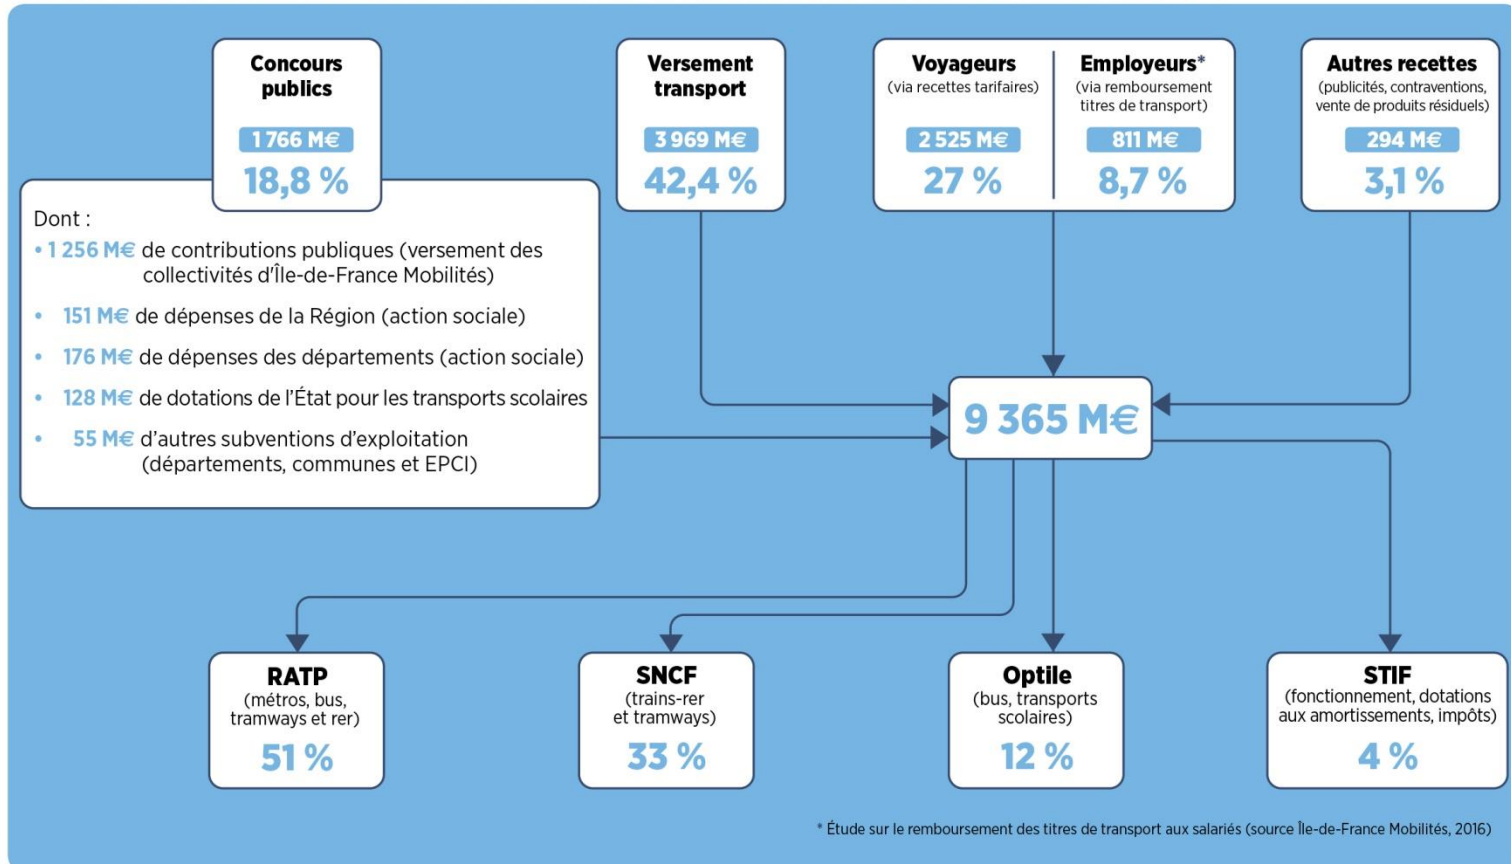 Concours
publics
1 766 M€
18,8 %
Dont :
• 1 256 M€ de contributions publiques (versement des
collectivités d'Île-de-France Mobilités)
• 151 M€ de dépenses de la Région (action sociale)
• 176 M€ de dépenses des départements (action sociale)
• 128 M€ de dotations de l'État pour les transports scolaires
• 55 M€ d'autres subventions d'exploitation
(départements, communes et EPCI)
Versement
transport
3 969 M€
42,4 %
Voyageurs
(via recettes tarifaires)
2 525 M€
27 %
Employeurs*
(via remboursement
titres de transport)
811 M€
8,7 %
Autres recettes
(publicités, contraventions,
vente de produits résiduels)
294 M€
3,1 %
9 365 M€
RATP
(métros, bus,
tramways et rer)
51 %
SNCF
(trains-rer
et tramways)
33 %
Optile
(bus, transports
scolaires)
12 %
STIF
(fonctionnement, dotations
aux amortissements, impôts)
4 %
* Étude sur le remboursement des titres de transport aux salariés (source Île-de-France Mobilités, 2016)